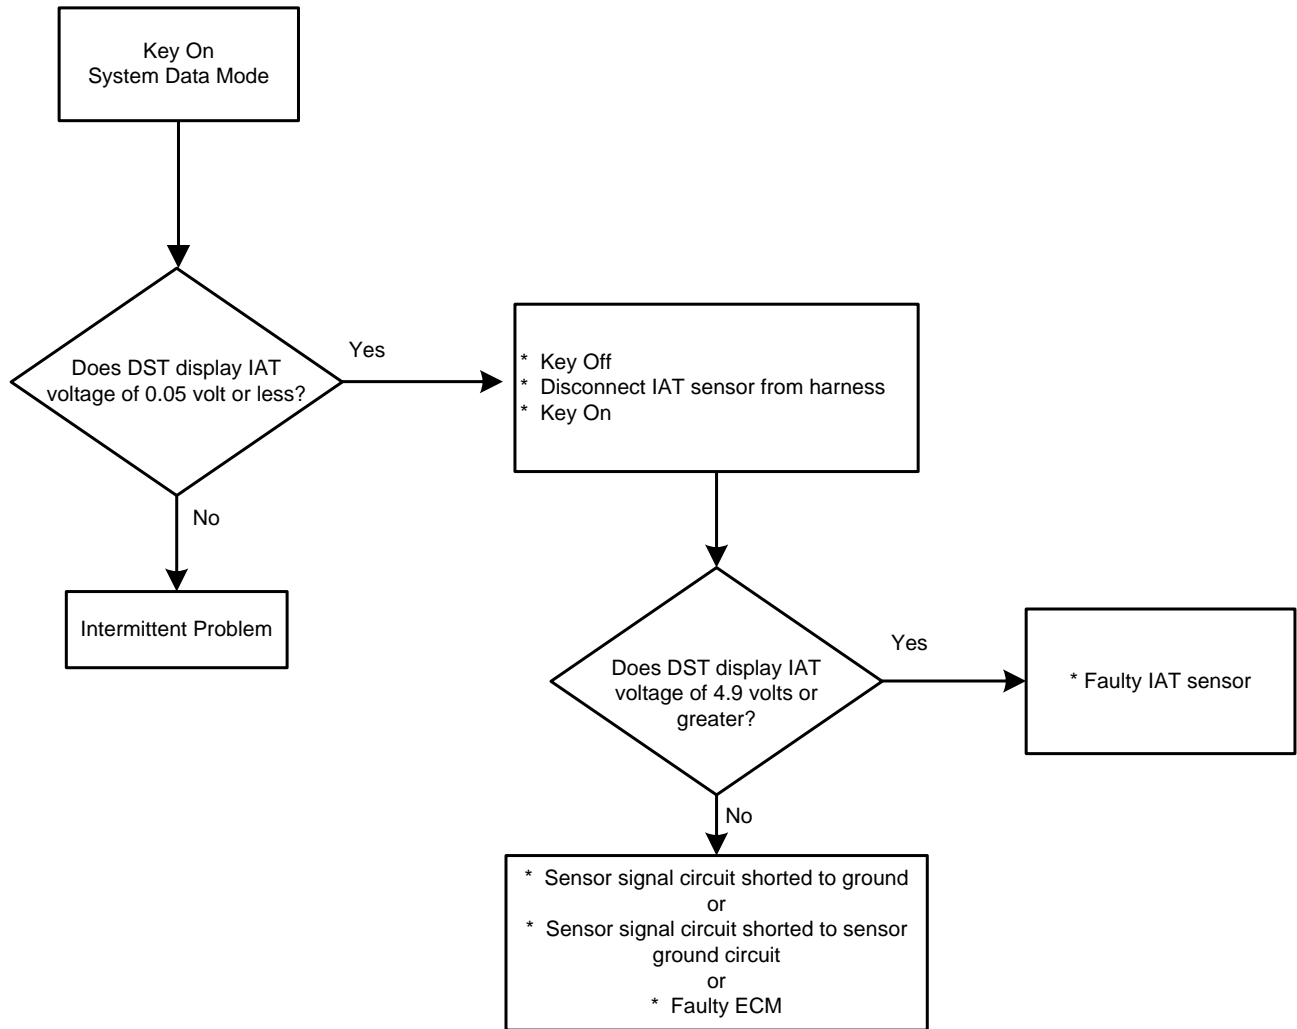 Key On
System Data Mode
Does DST display IAT
voltage of 0.05 volt or less?
Yes
* Key Off
* Disconnect IAT sensor from harness
* Key On
No
Intermittent Problem
Does DST display IAT
voltage of 4.9 volts or
greater?
Yes
* Faulty IAT sensor
No
* Sensor signal circuit shorted to ground
or
* Sensor signal circuit shorted to sensor
ground circuit
or
* Faulty ECM